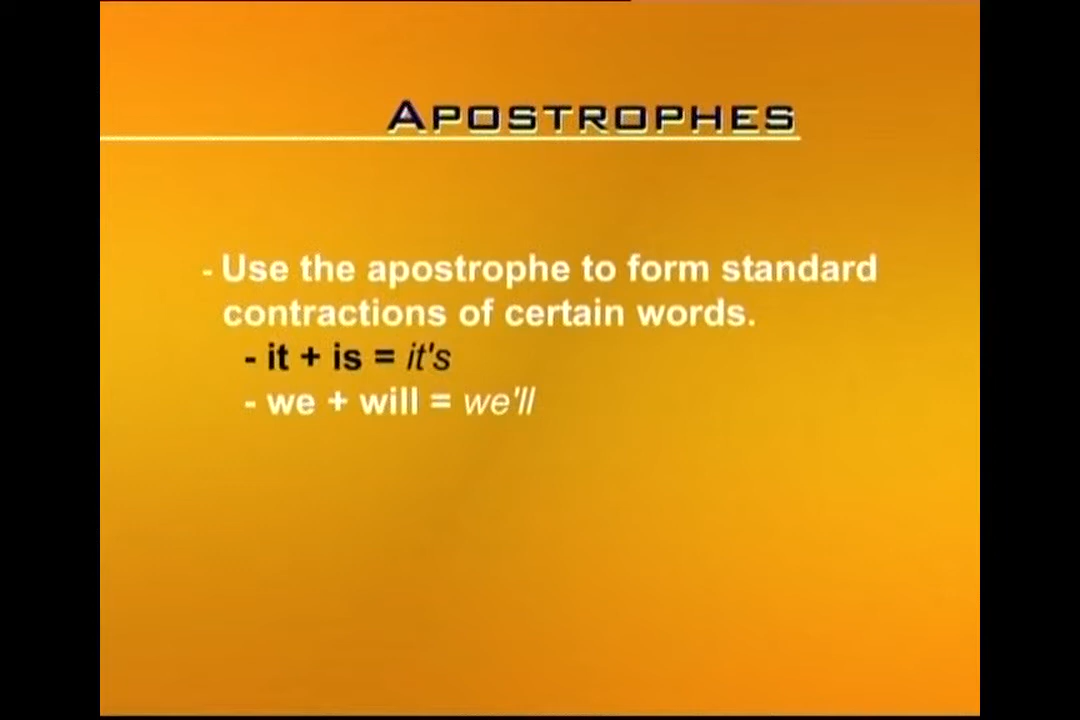 APOSTROPHES
- Use the apostrophe to form standard
contractions of certain words.
- it + is = it's
- we + will = we'll